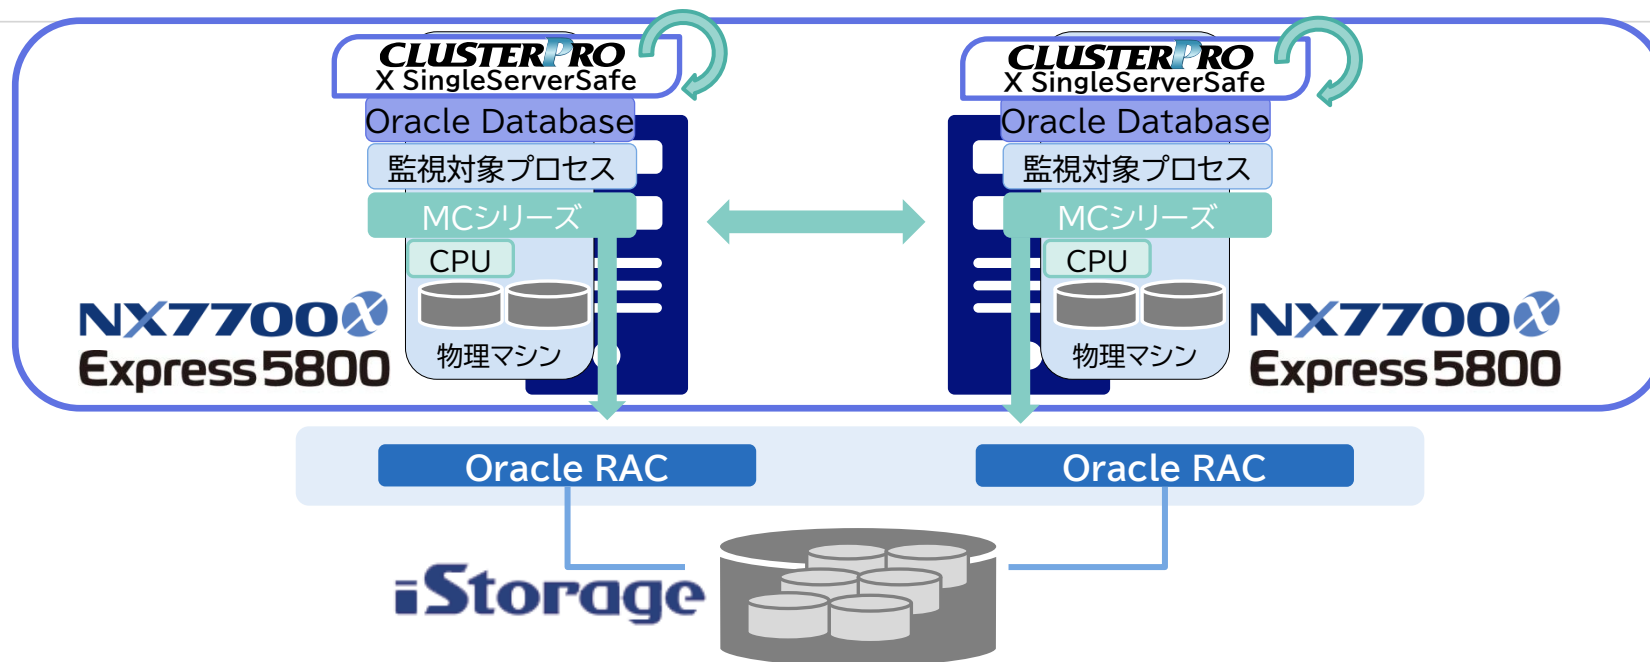 CLUSTERPRO
X SingleServerSafe
Oracle Database
監視対象プロセス
MCシリーズ
CPU
物理マシン
NX7700X
Express5800
CLUSTERPRO
X SingleServerSafe
Oracle Database
監視対象プロセス
MCシリーズ
CPU
物理マシン
NX7700X
Express5800
Oracle RAC
Oracle RAC
iStorage